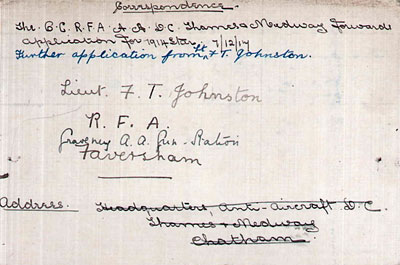 Correspondence.
The. O.C. R.F.A. A.A. D.C. Thames & Medway forwards
application for 1914 Star. 7/12/17
Further application from Lt F. T. Johnston.
Lieut. F. T. Johnston
R. F. A.
Graveney A.A. Gun. Station
Faversham
Address. Headquarters, Anti-Aircraft D.C.
Thames & Medway
Chatham.